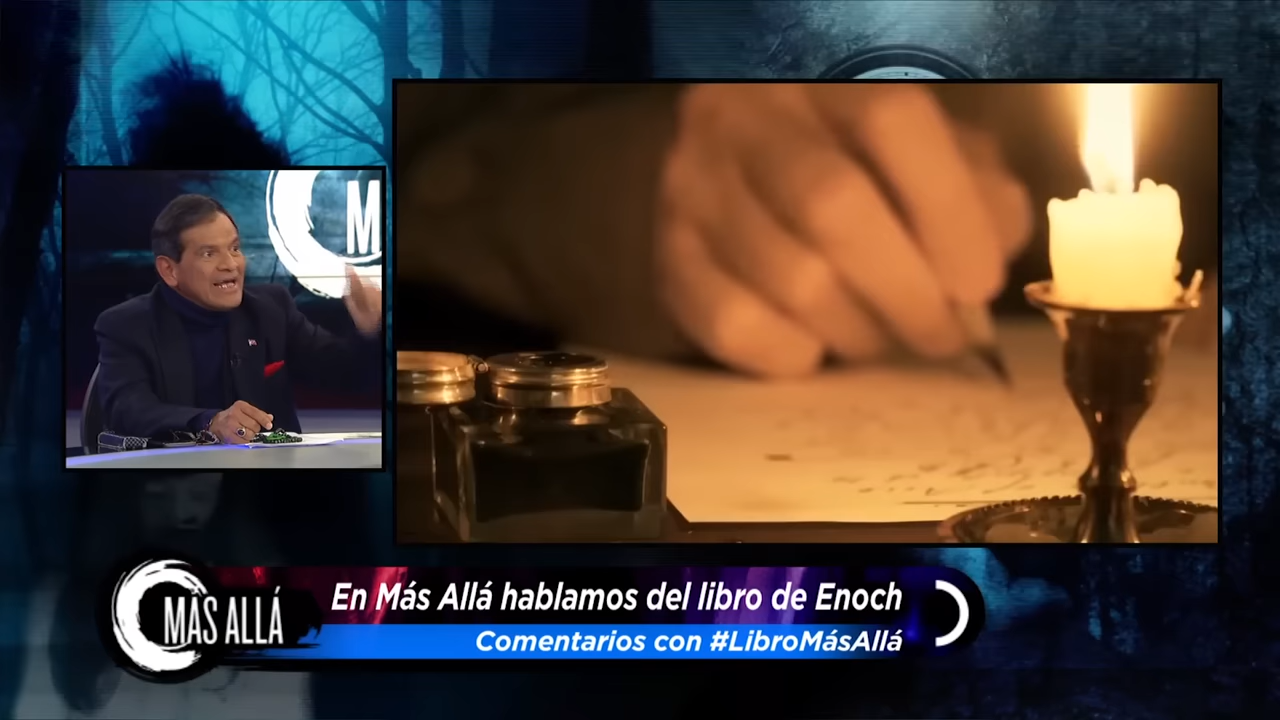 M
En Más Allá hablamos del libro de Enoch
MÁS ALLÁ
Comentarios con #LibroMásAllá